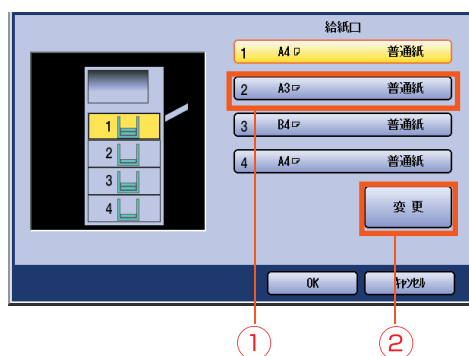 給紙口
1 A4 普通紙
2 A3 普通紙
3 B4 普通紙
4 A4 普通紙
1
2
3
4
変更
OK キャンセル
① ②